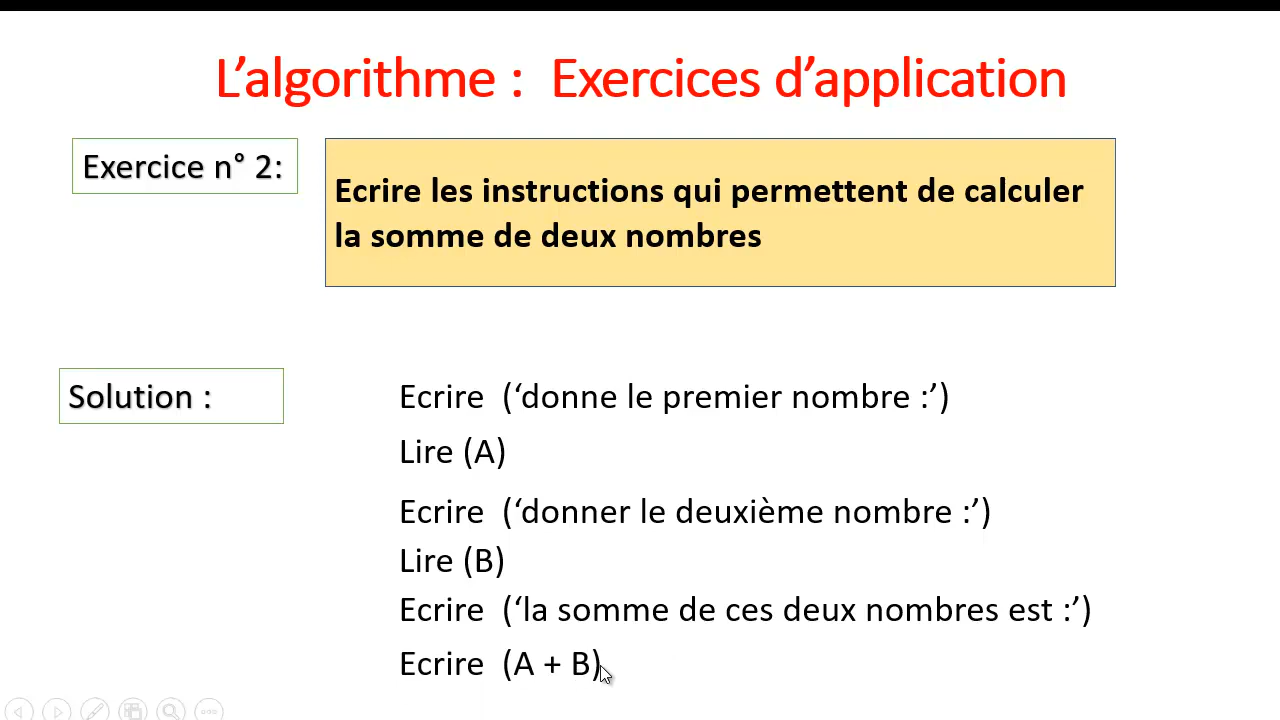 L’algorithme : Exercices d’application
Exercice n° 2:
Ecrire les instructions qui permettent de calculer
la somme de deux nombres
Solution :
Ecrire (‘donne le premier nombre :’)
Lire (A)
Ecrire (‘donner le deuxième nombre :’)
Lire (B)
Ecrire (‘la somme de ces deux nombres est :’)
Ecrire (A + B)